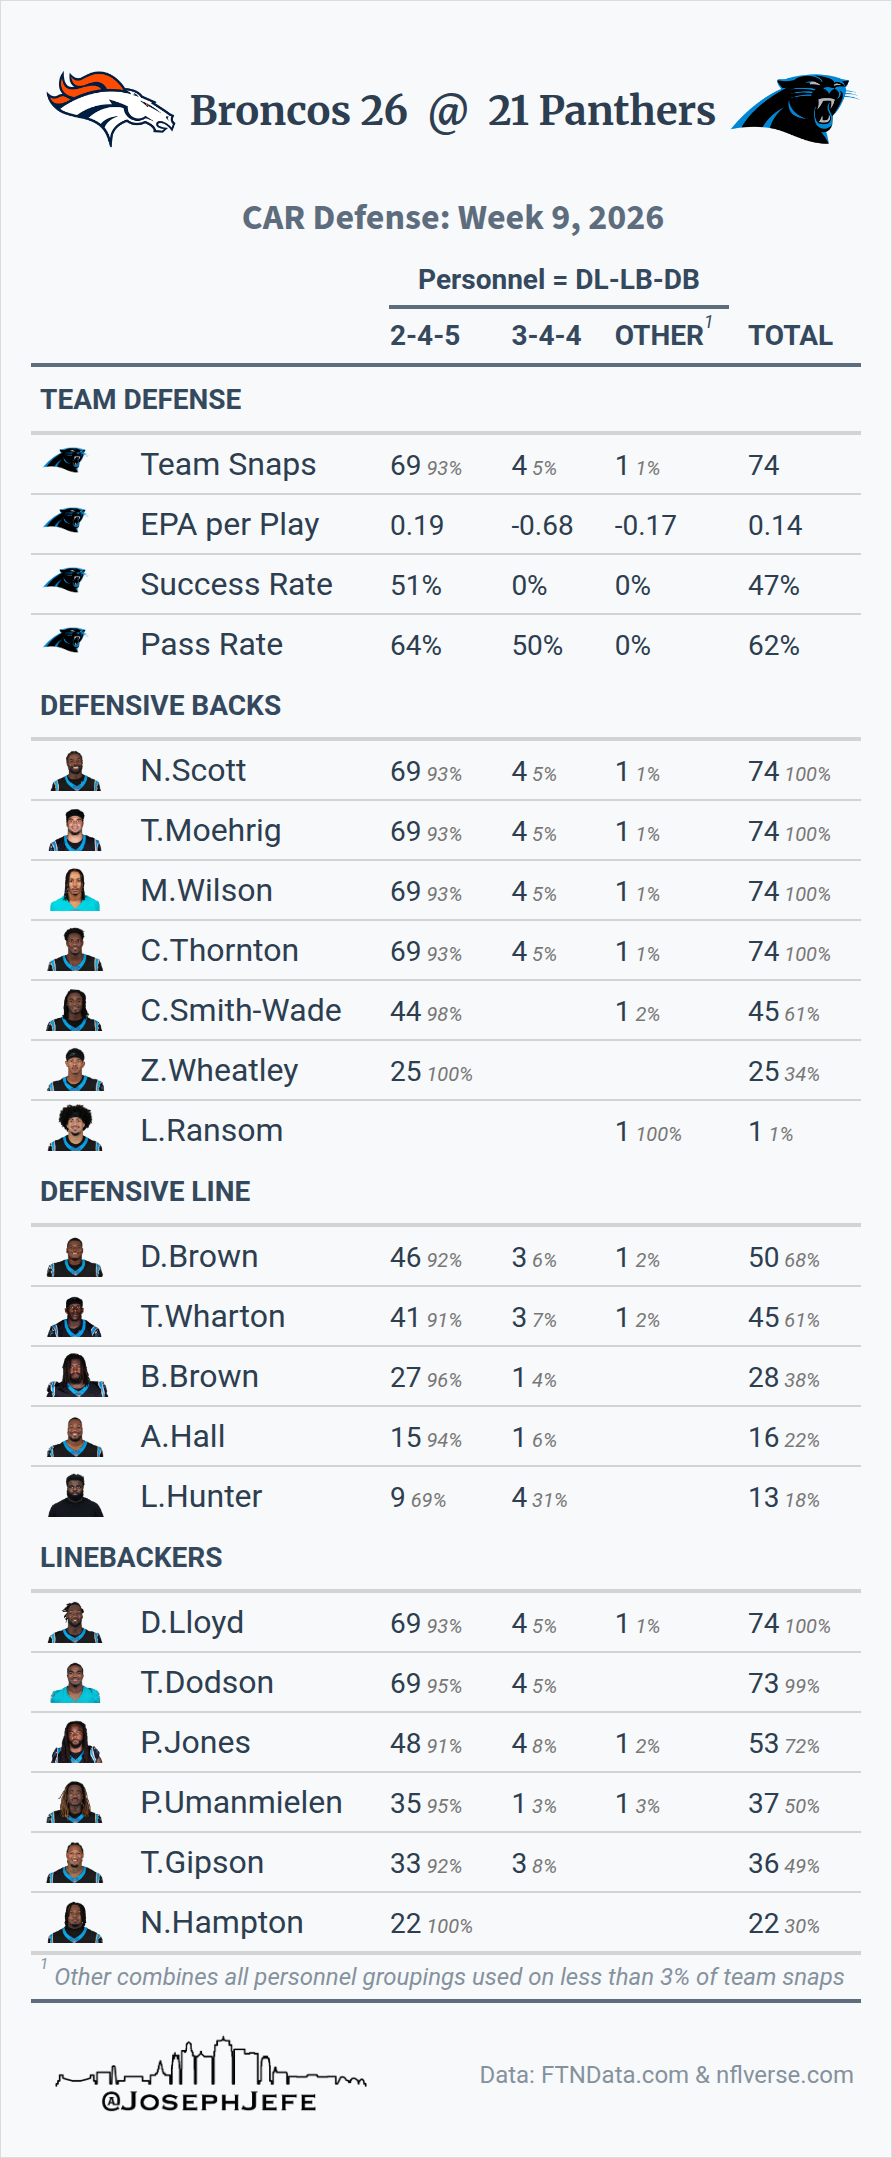 Broncos 26 @ 21 Panthers
CAR Defense: Week 9, 2026
Personnel = DL-LB-DB
2-4-5 3-4-4 OTHER1 TOTAL
TEAM DEFENSE
Team Snaps 69 93% 4 5% 1 1% 74
EPA per Play 0.19 -0.68 -0.17 0.14
Success Rate 51% 0% 0% 47%
Pass Rate 64% 50% 0% 62%
DEFENSIVE BACKS
N.Scott 69 93% 4 5% 1 1% 74 100%
T.Moehrig 69 93% 4 5% 1 1% 74 100%
M.Wilson 69 93% 4 5% 1 1% 74 100%
C.Thornton 69 93% 4 5% 1 1% 74 100%
C.Smith-Wade 44 98% 1 2% 45 61%
Z.Wheatley 25 100% 25 34%
L.Ransom 1 100% 1 1%
DEFENSIVE LINE
D.Brown 46 92% 3 6% 1 2% 50 68%
T.Wharton 41 91% 3 7% 1 2% 45 61%
B.Brown 27 96% 1 4% 28 38%
A.Hall 15 94% 1 6% 16 22%
L.Hunter 9 69% 4 31% 13 18%
LINEBACKERS
D.Lloyd 69 93% 4 5% 1 1% 74 100%
T.Dodson 69 95% 4 5% 73 99%
P.Jones 48 91% 4 8% 1 2% 53 72%
P.Umanmielen 35 95% 1 3% 1 3% 37 50%
T.Gipson 33 92% 3 8% 36 49%
N.Hampton 22 100% 22 30%
1 Other combines all personnel groupings used on less than 3% of team snaps
@JosephJefe
Data: FTNData.com & nflverse.com